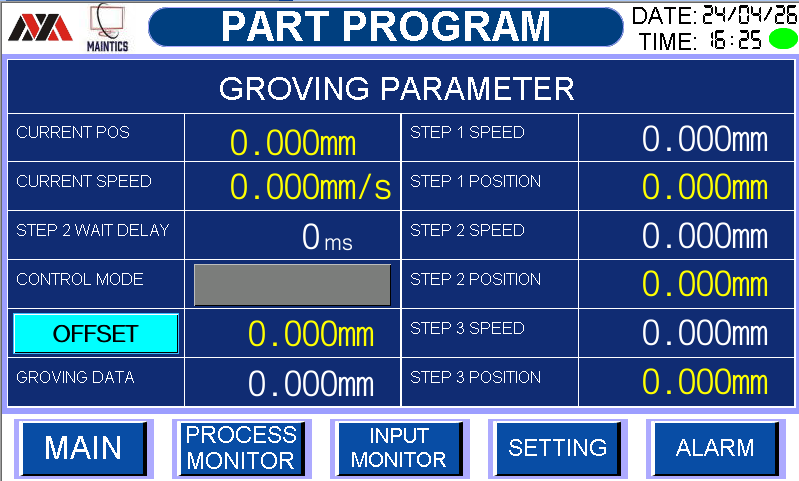 MAINTICS
PART PROGRAM
DATE: 24/04/26
TIME: 16:25
GROVING PARAMETER
CURRENT POS 0.000mm STEP 1 SPEED 0.000mm
CURRENT SPEED 0.000mm/s STEP 1 POSITION 0.000mm
STEP 2 WAIT DELAY 0 ms STEP 2 SPEED 0.000mm
CONTROL MODE STEP 2 POSITION 0.000mm
OFFSET 0.000mm STEP 3 SPEED 0.000mm
GROVING DATA 0.000mm STEP 3 POSITION 0.000mm
MAIN
PROCESS
MONITOR
INPUT
MONITOR
SETTING
ALARM